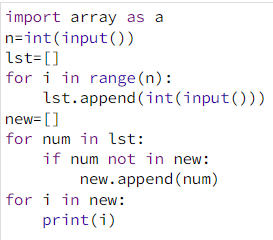 import array as a
n=int(input())
lst=[]
for i in range(n):
    lst.append(int(input()))
new=[]
for num in lst:
    if num not in new:
        new.append(num)
for i in new:
    print(i)